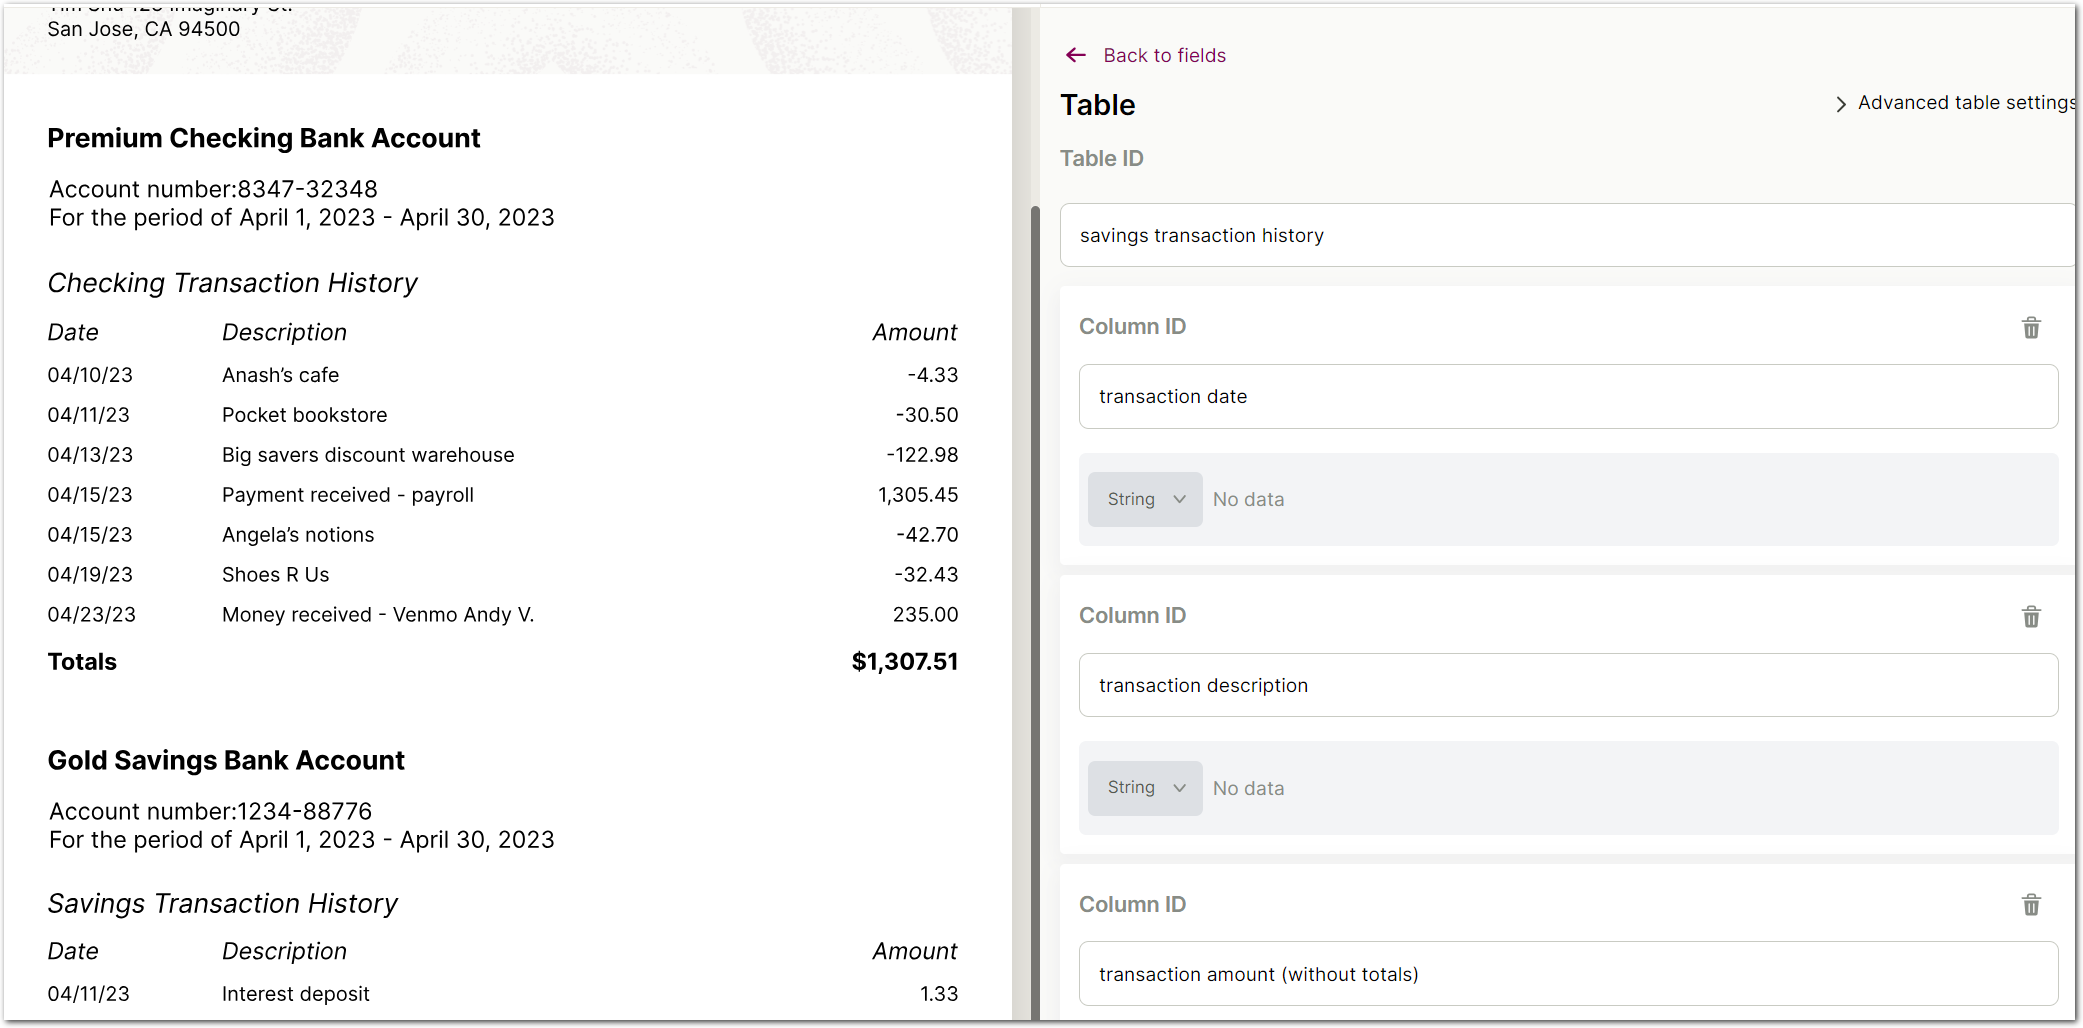 San Jose, CA 94500
Premium Checking Bank Account
Account number:8347-32348
For the period of April 1, 2023 - April 30, 2023
Checking Transaction History
Date Description Amount
04/10/23 Anash’s cafe -4.33
04/11/23 Pocket bookstore -30.50
04/13/23 Big savers discount warehouse -122.98
04/15/23 Payment received - payroll 1,305.45
04/15/23 Angela’s notions -42.70
04/19/23 Shoes R Us -32.43
04/23/23 Money received - Venmo Andy V. 235.00
Totals $1,307.51
Gold Savings Bank Account
Account number:1234-88776
For the period of April 1, 2023 - April 30, 2023
Savings Transaction History
Date Description Amount
04/11/23 Interest deposit 1.33
Back to fields
Table
Advanced table settings
Table ID
savings transaction history
Column ID
transaction date
String No data
Column ID
transaction description
String No data
Column ID
transaction amount (without totals)